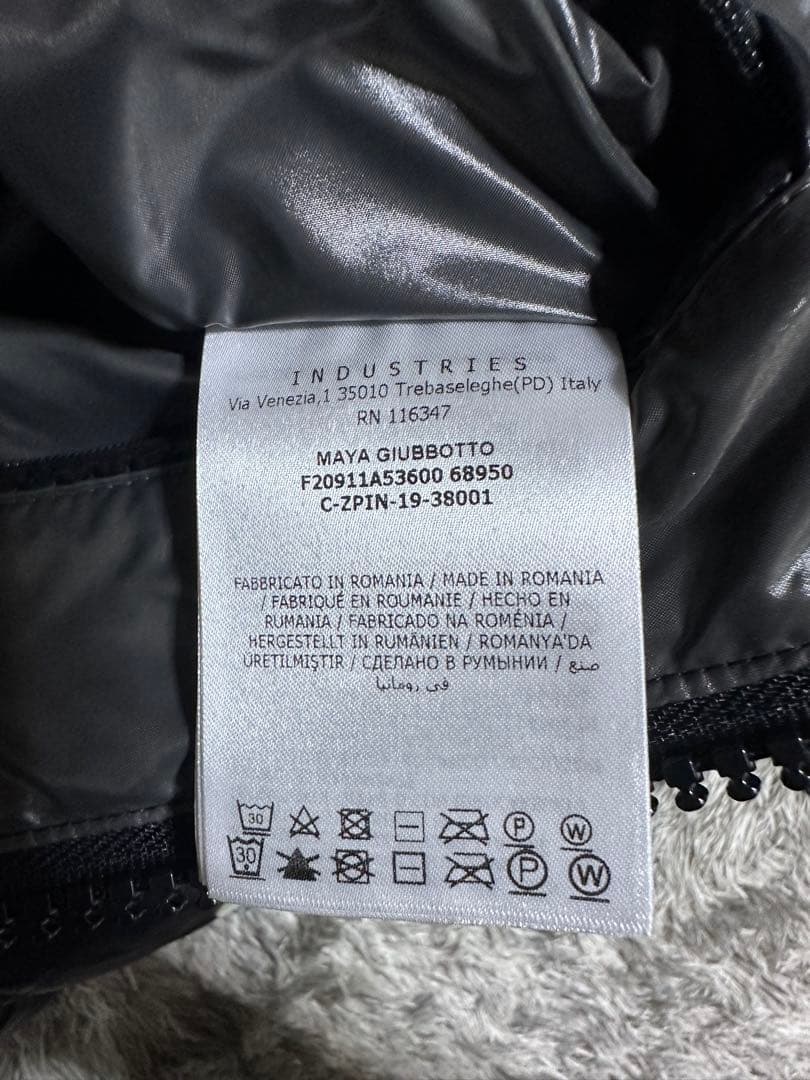 INDUSTRIES
Via Venezia,1 35010 Trebaseleghe(PD) Italy
RN 116347
MAYA GIUBBOTTO
F20911A53600 68950
C-ZPIN-19-38001
FABBRICATO IN ROMANIA / MADE IN ROMANIA
/ FABRIQUÉ EN ROUMANIE / HECHO EN
RUMANIA / FABRICADO NA ROMÉNIA /
HERGESTELLT IN RUMÄNIEN / ROMANYA'DA
ÜRETILMIŞTIR / СДЕЛАНО В РУМЫНИИ / صنع
في رومانيا
30 P W
30 P W